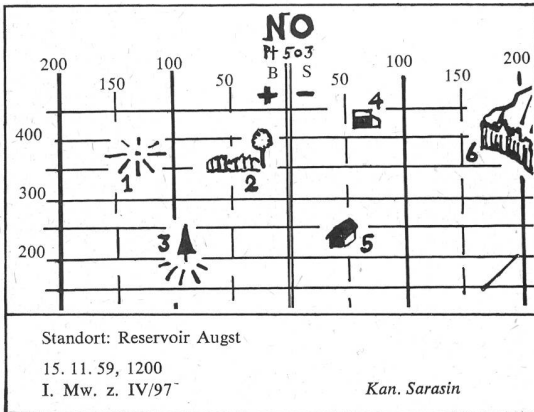 NO
Pt 503
200 150 100 50 B S 50 100 150 200
+ −
4
400
6
1 2
300
3 5
200
Standort: Reservoir Augst
15. 11. 59, 1200
I. Mw. z. IV/97
Kan. Sarasin